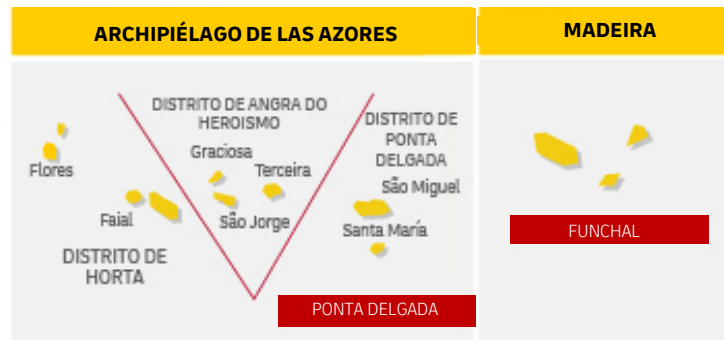 ARCHIPIÉLAGO DE LAS AZORES
MADEIRA
DISTRITO DE ANGRA DO
HEROISMO
DISTRITO DE
PONTA
DELGADA
Graciosa
Flores
Terceira
São Miguel
Faial
São Jorge
Santa María
DISTRITO DE
HORTA
FUNCHAL
PONTA DELGADA